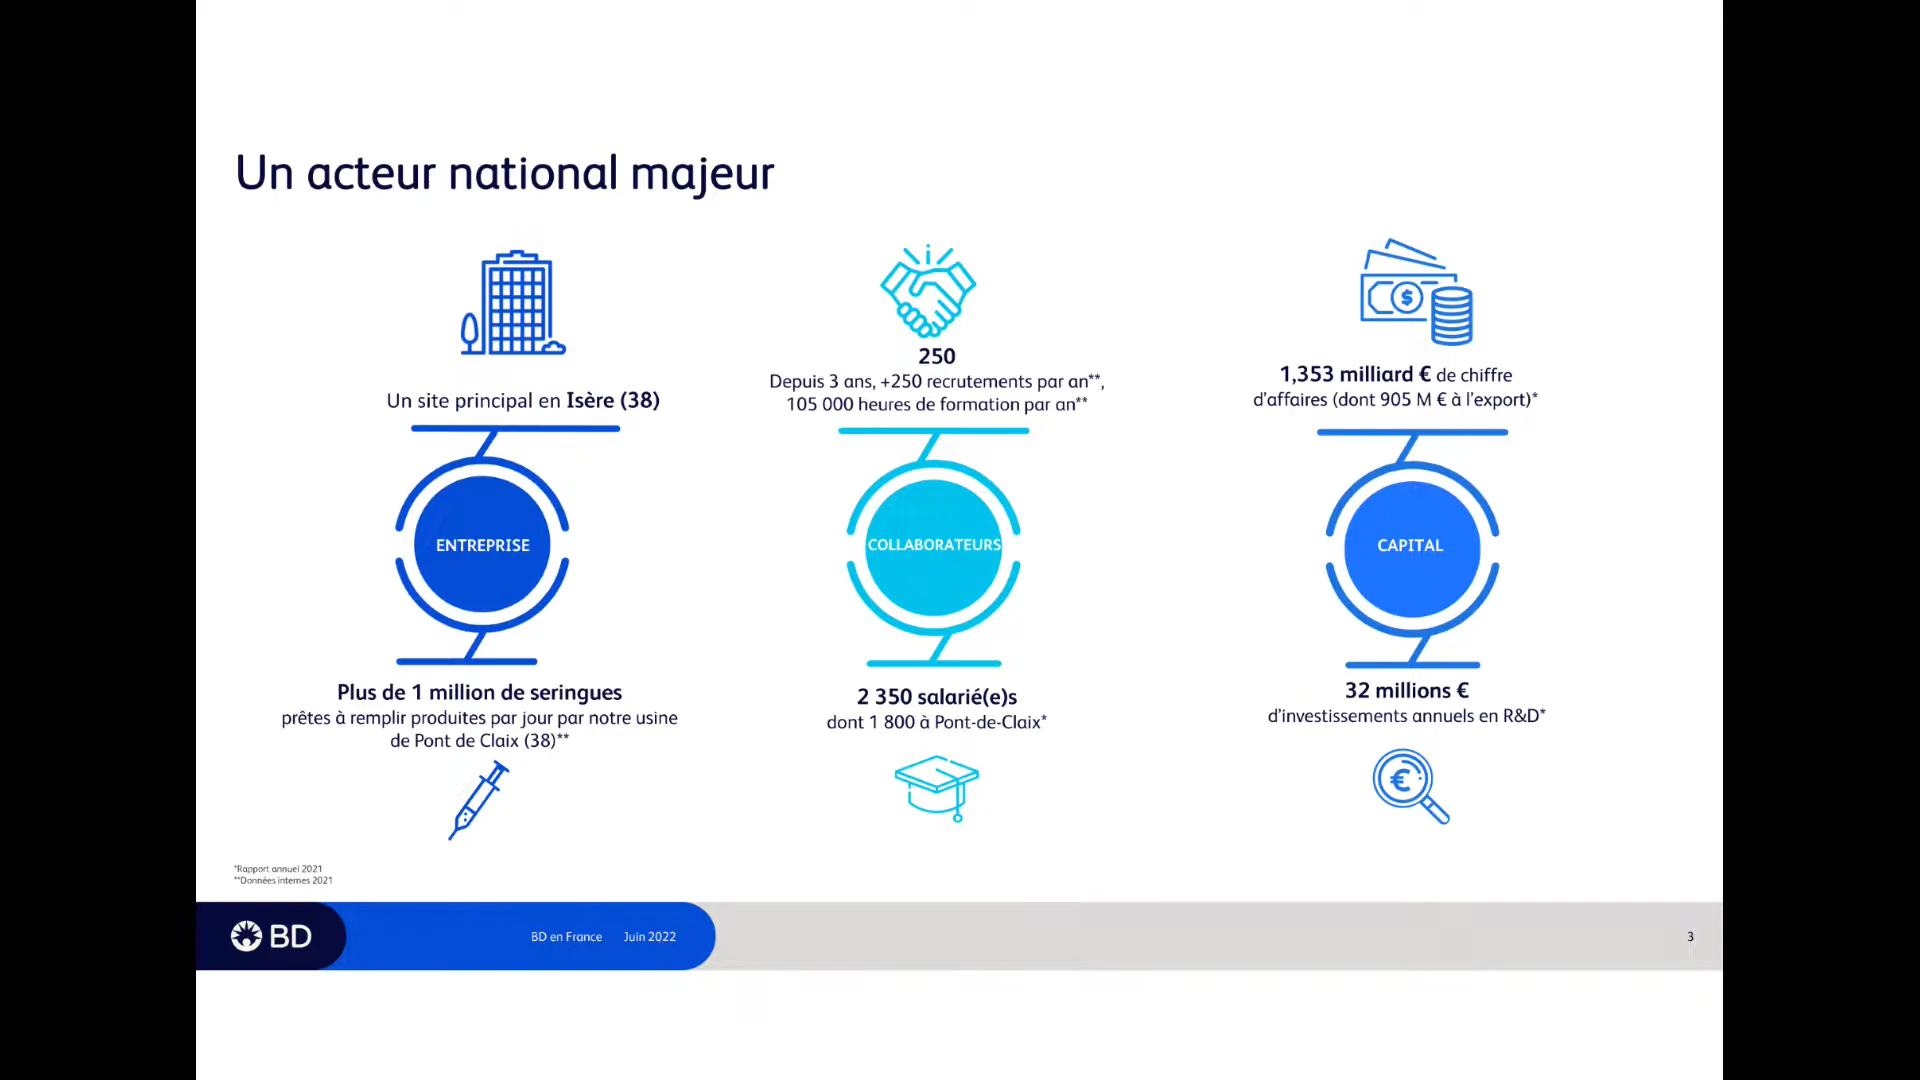 Un acteur national majeur
Un site principal en Isère (38)
ENTREPRISE
Plus de 1 million de seringues
prêtes à remplir produites par jour par notre usine
de Pont de Claix (38)**
250
Depuis 3 ans, +250 recrutements par an**,
105 000 heures de formation par an**
COLLABORATEURS
2 350 salarié(e)s
dont 1 800 à Pont-de-Claix*
$
1,353 milliard € de chiffre
d'affaires (dont 905 M € à l'export)*
CAPITAL
32 millions €
d'investissements annuels en R&D*
€
*Rapport annuel 2021
**Données internes 2021
BD
BD en France Juin 2022
3